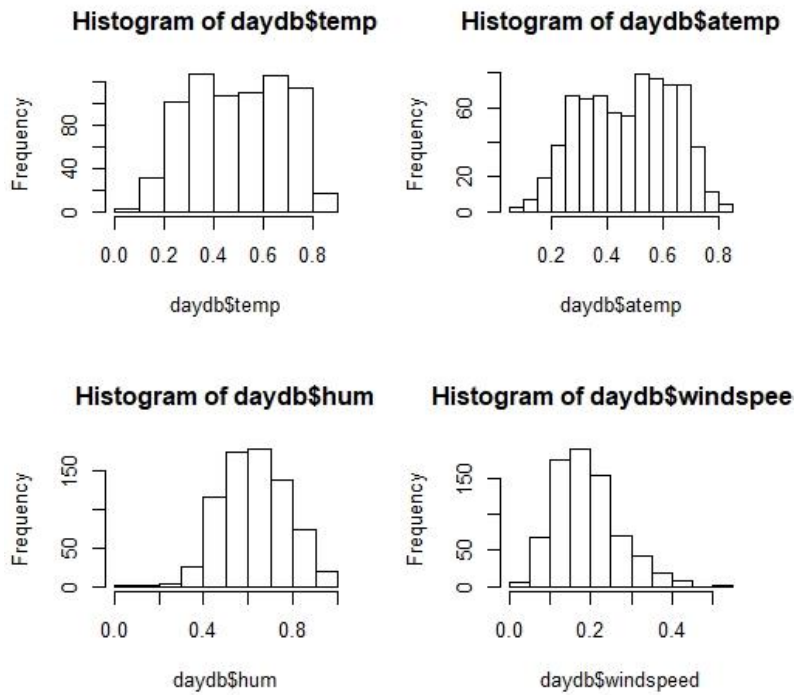 Histogram of daydb$temp
Frequency
0 40 80
0.0 0.2 0.4 0.6 0.8
daydb$temp
Histogram of daydb$atemp
Frequency
0 20 60
0.2 0.4 0.6 0.8
daydb$atemp
Histogram of daydb$hum
Frequency
0 50 150
0.0 0.4 0.8
daydb$hum
Histogram of daydb$windspee
Frequency
0 50 150
0.0 0.2 0.4
daydb$windspeed